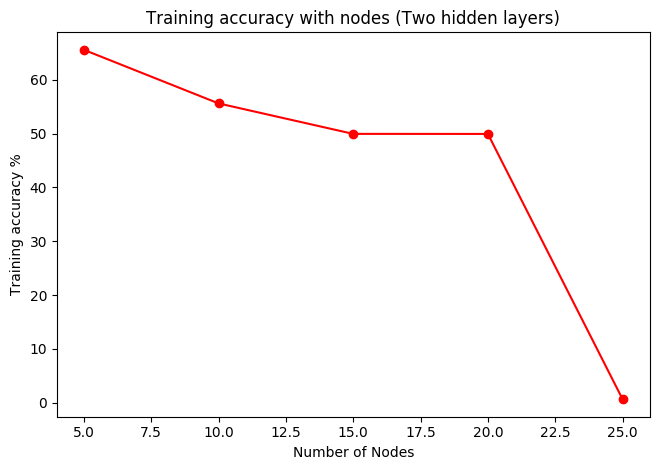 Training accuracy with nodes (Two hidden layers)
60
50
40
30
20
10
0
Training accuracy %
5.0 7.5 10.0 12.5 15.0 17.5 20.0 22.5 25.0
Number of Nodes